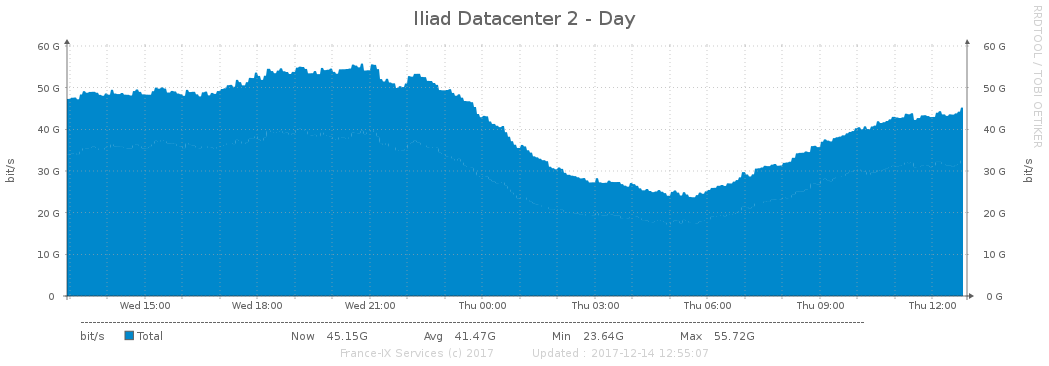 Iliad Datacenter 2 - Day
RRDTOOL / TOBI OETIKER
60 G 60 G
50 G 50 G
40 G 40 G
30 G 30 G
20 G 20 G
10 G 10 G
0 0 G
bit/s bit/s
Wed 15:00 Wed 18:00 Wed 21:00 Thu 00:00 Thu 03:00 Thu 06:00 Thu 09:00 Thu 12:00
bit/s Total Now 45.15G Avg 41.47G Min 23.64G Max 55.72G
France-IX Services (c) 2017 Updated : 2017-12-14 12:55:07